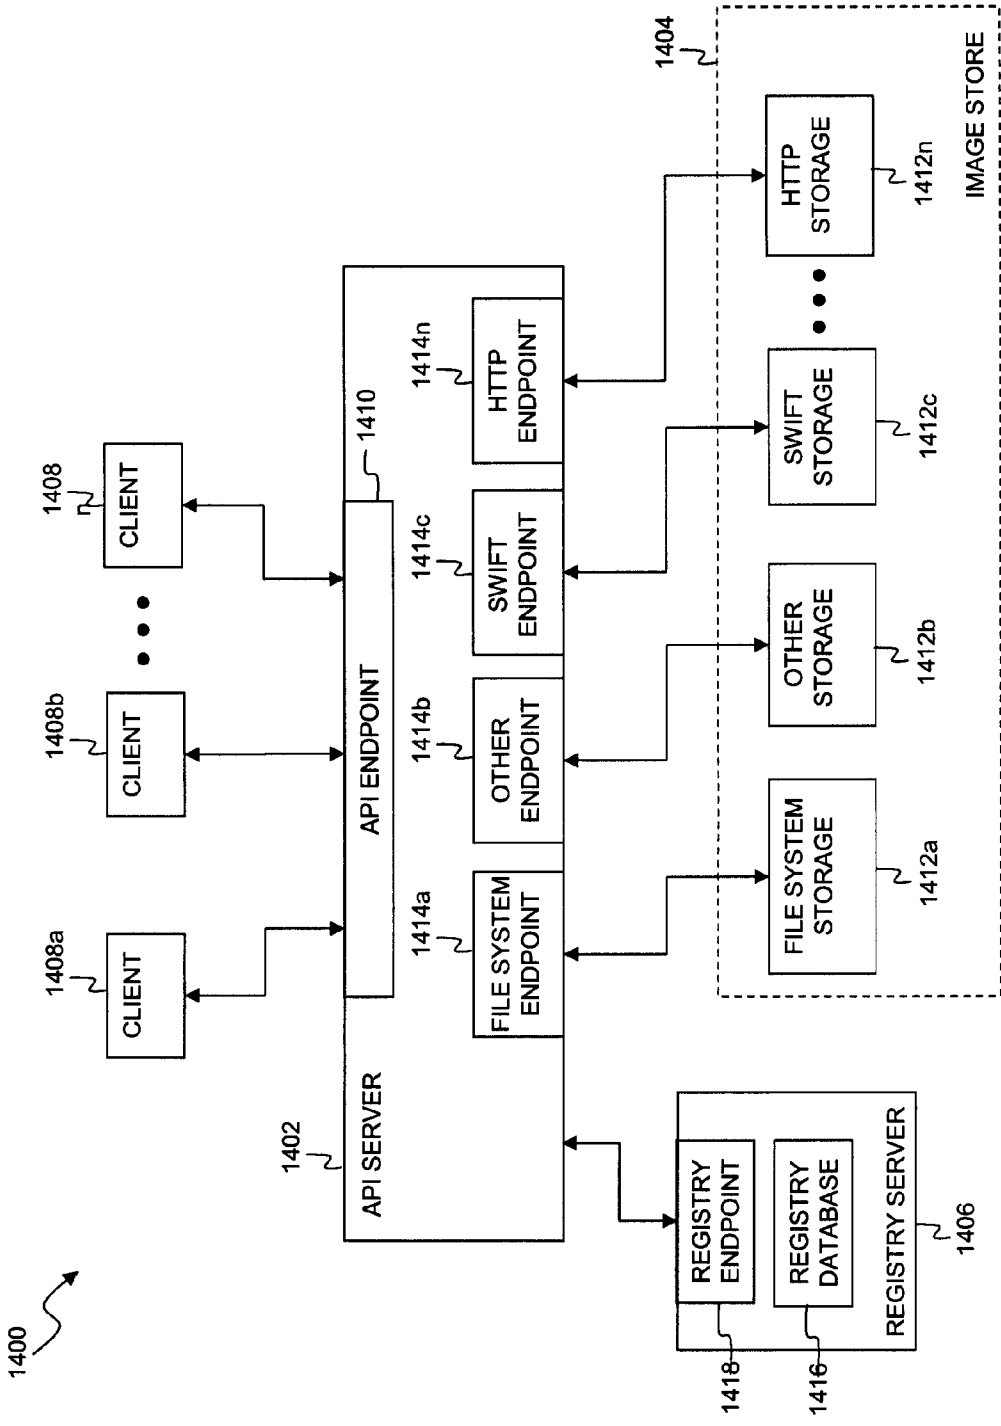 1400
1408a
CLIENT
1408b
CLIENT
1408
n
CLIENT
1402
API SERVER
API ENDPOINT
1410
1414a
FILE SYSTEM
ENDPOINT
1414b
OTHER
ENDPOINT
1414c
SWIFT
ENDPOINT
1414n
HTTP
ENDPOINT
1418
REGISTRY
ENDPOINT
1416
REGISTRY
DATABASE
REGISTRY SERVER
1406
1404
FILE SYSTEM
STORAGE
1412a
OTHER
STORAGE
1412b
SWIFT
STORAGE
1412c
HTTP
STORAGE
1412n
IMAGE STORE